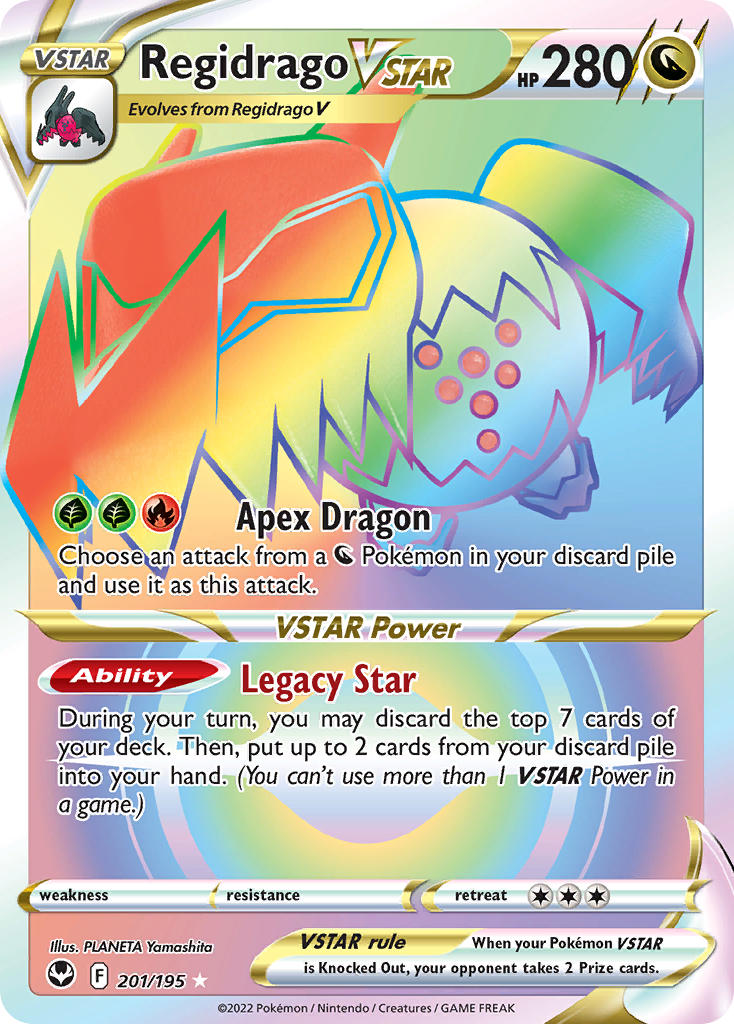 VSTAR
Regidrago VSTAR
HP 280
Evolves from Regidrago V
Apex Dragon
Choose an attack from a Pokémon in your discard pile
and use it as this attack.
VSTAR Power
Ability
Legacy Star
During your turn, you may discard the top 7 cards of
your deck. Then, put up to 2 cards from your discard pile
into your hand. (You can't use more than 1 VSTAR Power in
a game.)
weakness
resistance
retreat
Illus. PLANETA Yamashita
VSTAR rule
When your Pokémon VSTAR
is Knocked Out, your opponent takes 2 Prize cards.
F
201/195
©2022 Pokémon / Nintendo / Creatures / GAME FREAK